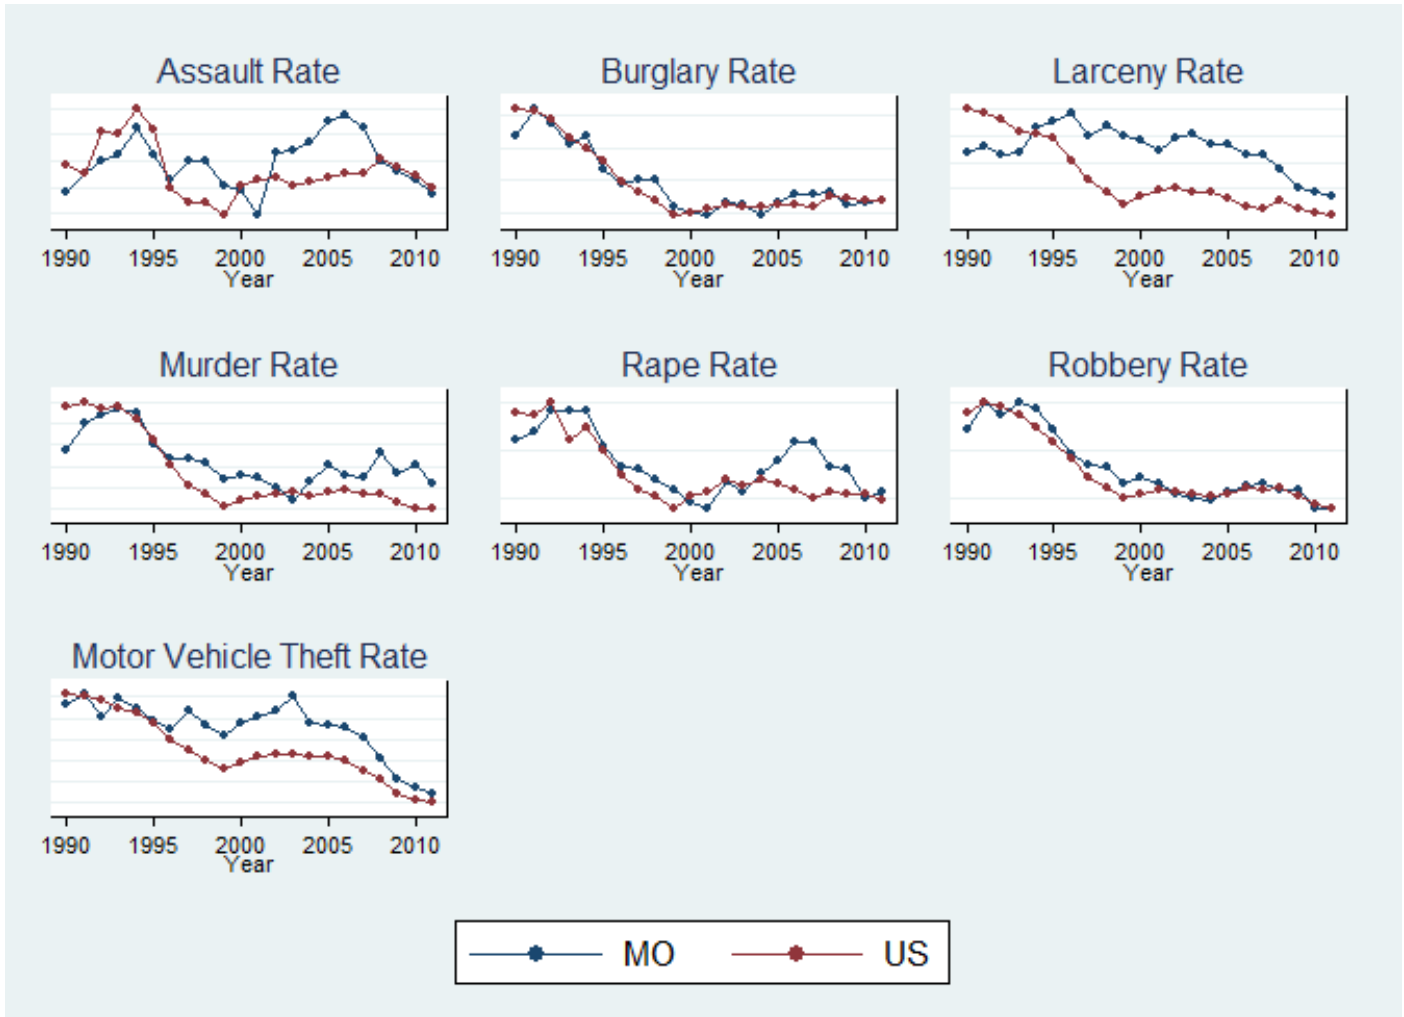 Assault Rate
Burglary Rate
Larceny Rate
1990 1995 2000 2005 2010
Year
1990 1995 2000 2005 2010
Year
1990 1995 2000 2005 2010
Year
Murder Rate
Rape Rate
Robbery Rate
1990 1995 2000 2005 2010
Year
1990 1995 2000 2005 2010
Year
1990 1995 2000 2005 2010
Year
Motor Vehicle Theft Rate
1990 1995 2000 2005 2010
Year
MO US